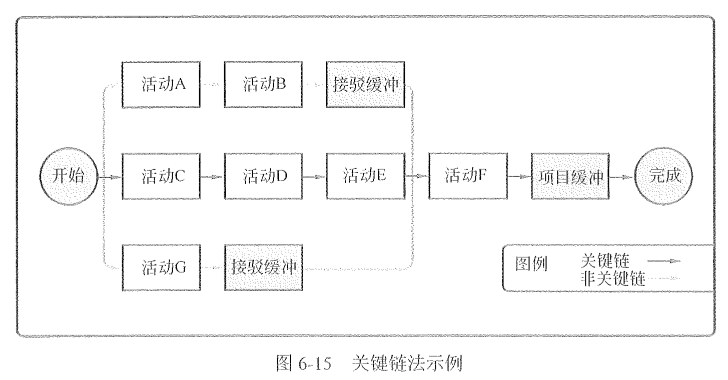 活动A 活动B 接驳缓冲
开始 活动C 活动D 活动E 活动F 项目缓冲 完成
活动G 接驳缓冲
图例 关键链
非关键链
图 6-15 关键链法示例